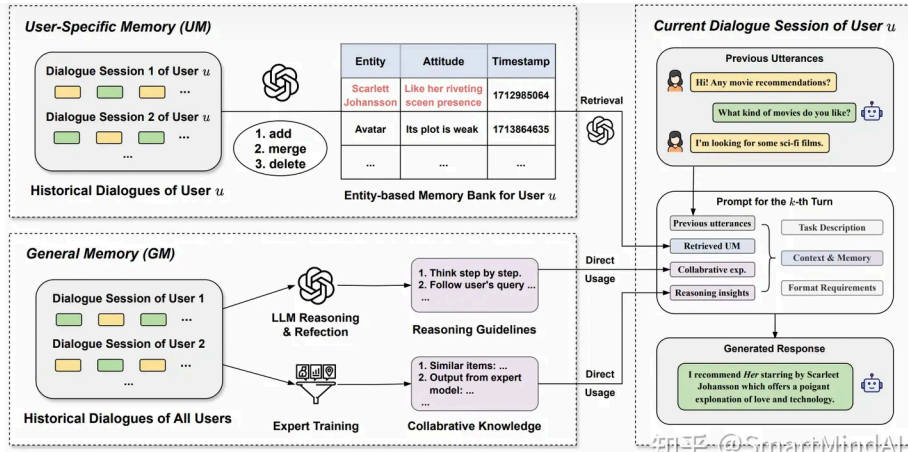 User-Specific Memory (UM)
Dialogue Session 1 of User u
...
Dialogue Session 2 of User u
...
...
Historical Dialogues of User u
1. add
2. merge
3. delete
Entity Attitude Timestamp
Scarlett
Johansson
Like her riveting
sceen presence
1712985064
Avatar Its plot is weak 1713864635
... ... ...
Entity-based Memory Bank for User u
Retrieval
General Memory (GM)
Dialogue Session of User 1
...
Dialogue Session of User 2
...
...
Historical Dialogues of All Users
LLM Reasoning
& Refection
Expert Training
1. Think step by step.
2. Follow user's query ...
...
Reasoning Guidelines
1. Similar items: ...
2. Output from expert
model: ...
...
Collabrative Knowledge
Direct
Usage
Direct
Usage
Current Dialogue Session of User u
Previous Utterances
Hi! Any movie recommendations?
What kind of movies do you like?
I'm looking for some sci-fi films.
Prompt for the k-th Turn
Previous utterances
Retrieved UM
Collabrative exp.
Reasoning insights
Task Description
Context & Memory
Format Requirements
Generated Response
I recommend Her starring by Scarleet
Johansson which offers a poigant
explonation of love and technology.
知乎 @SmartMindAI